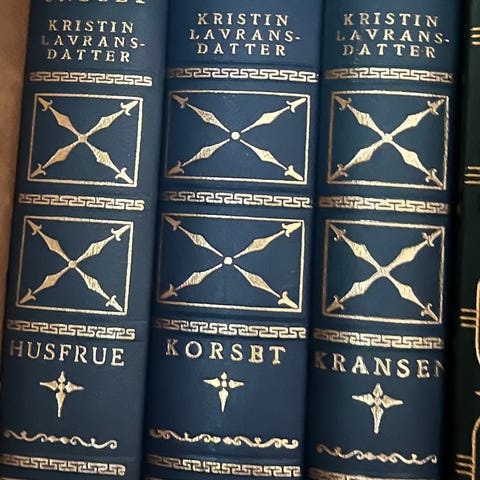 KRISTIN
LAVRANS-
DATTER
HUSFRUE
KRISTIN
LAVRANS-
DATTER
KORSET
KRISTIN
LAVRANS-
DATTER
KRANSEN